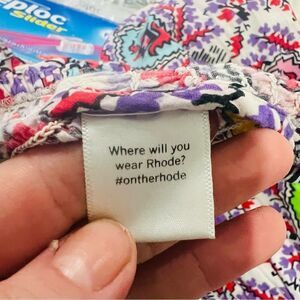 ploc
Slider
Where will you
wear Rhode?
#ontherhode